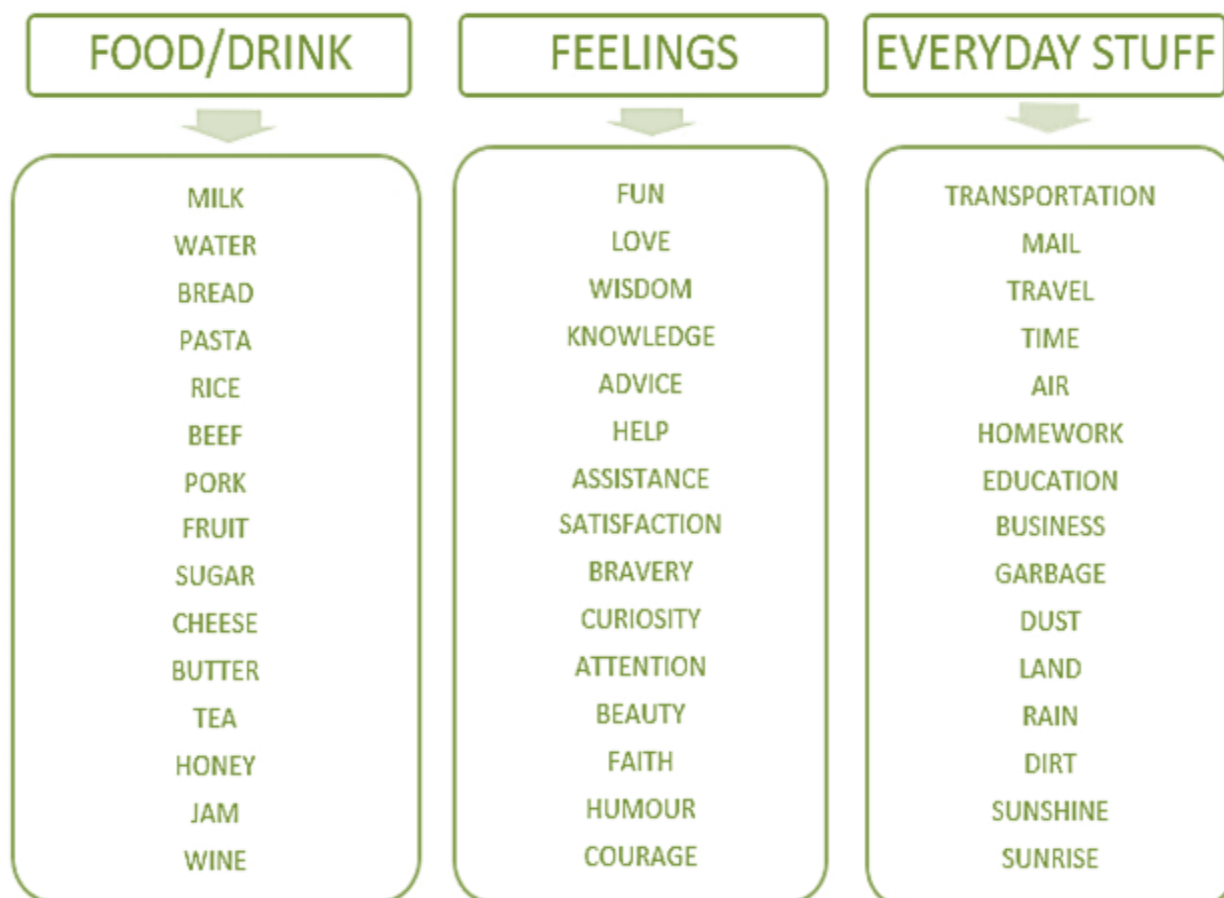 FOOD/DRINK
MILK
WATER
BREAD
PASTA
RICE
BEEF
PORK
FRUIT
SUGAR
CHEESE
BUTTER
TEA
HONEY
JAM
WINE
FEELINGS
FUN
LOVE
WISDOM
KNOWLEDGE
ADVICE
HELP
ASSISTANCE
SATISFACTION
BRAVERY
CURIOSITY
ATTENTION
BEAUTY
FAITH
HUMOUR
COURAGE
EVERYDAY STUFF
TRANSPORTATION
MAIL
TRAVEL
TIME
AIR
HOMEWORK
EDUCATION
BUSINESS
GARBAGE
DUST
LAND
RAIN
DIRT
SUNSHINE
SUNRISE